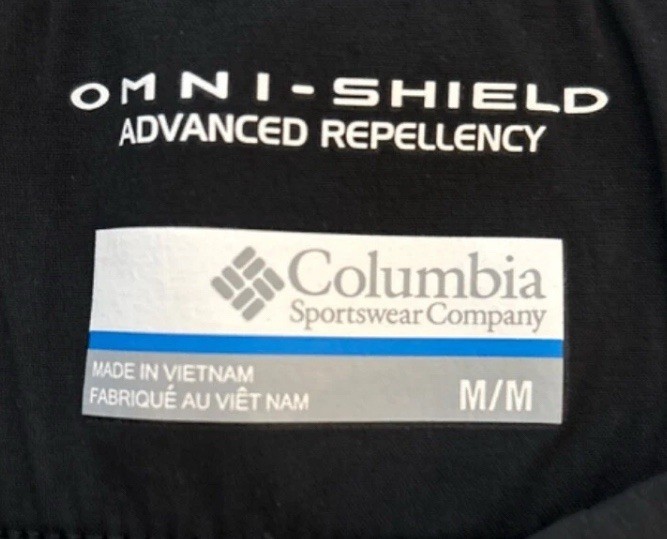 OMNI-SHIELD
ADVANCED REPELLENCY
Columbia
Sportswear Company
MADE IN VIETNAM
FABRIQUÉ AU VIÊT NAM
M/M